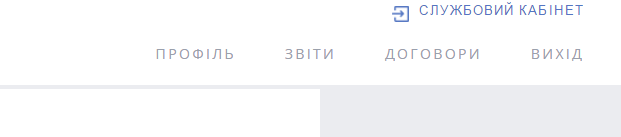 СЛУЖБОВИЙ КАБІНЕТ
ПРОФІЛЬ ЗВІТИ ДОГОВОРИ ВИХІД